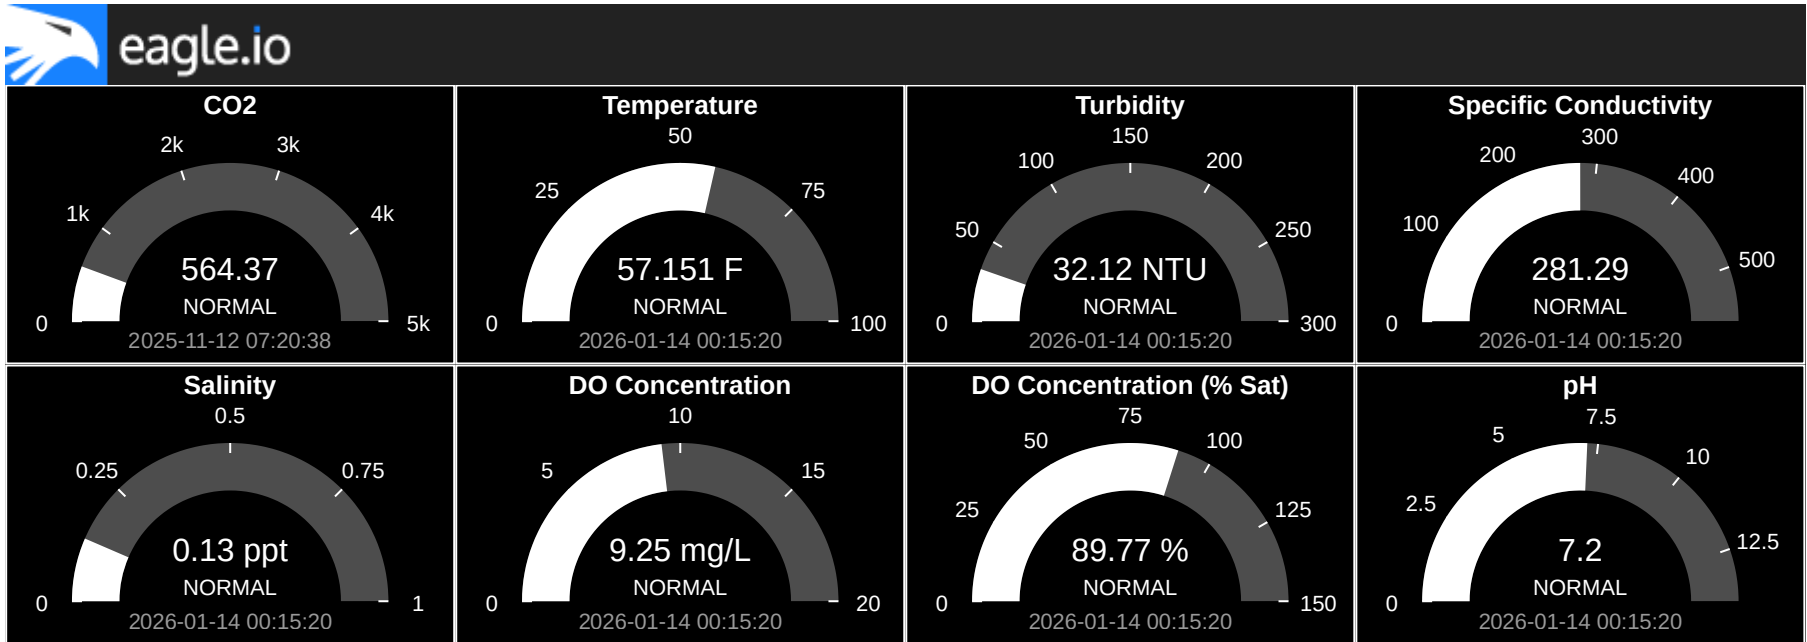 eagle.io
CO2
2k
3k
1k
4k
564.37
NORMAL
0
5k
2025-11-12 07:20:38
Temperature
50
25
75
57.151 F
NORMAL
0
100
2026-01-14 00:15:20
Turbidity
150
100
200
50
250
32.12 NTU
NORMAL
0
300
2026-01-14 00:15:20
Specific Conductivity
300
200
400
100
500
281.29
NORMAL
0
2026-01-14 00:15:20
Salinity
0.5
0.25
0.75
0.13 ppt
NORMAL
0
1
2026-01-14 00:15:20
DO Concentration
10
5
15
9.25 mg/L
NORMAL
0
20
2026-01-14 00:15:20
DO Concentration (% Sat)
75
50
100
25
125
89.77 %
NORMAL
0
150
2026-01-14 00:15:20
pH
7.5
5
10
2.5
12.5
7.2
NORMAL
0
2026-01-14 00:15:20